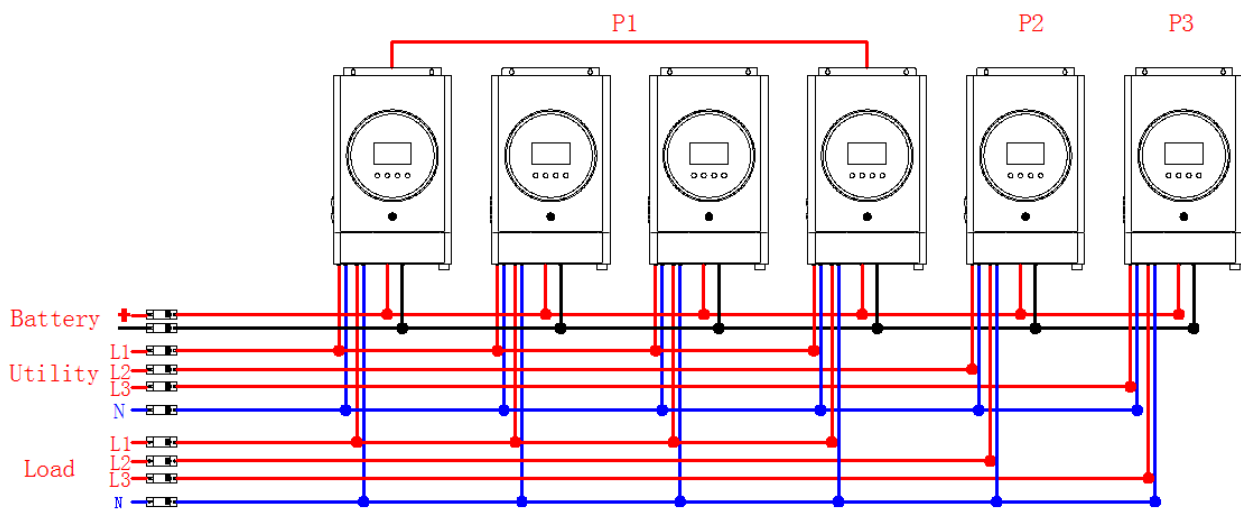 P1 P2 P3
Battery +
L1
Utility L2
L3
N
L1
Load L2
L3
N